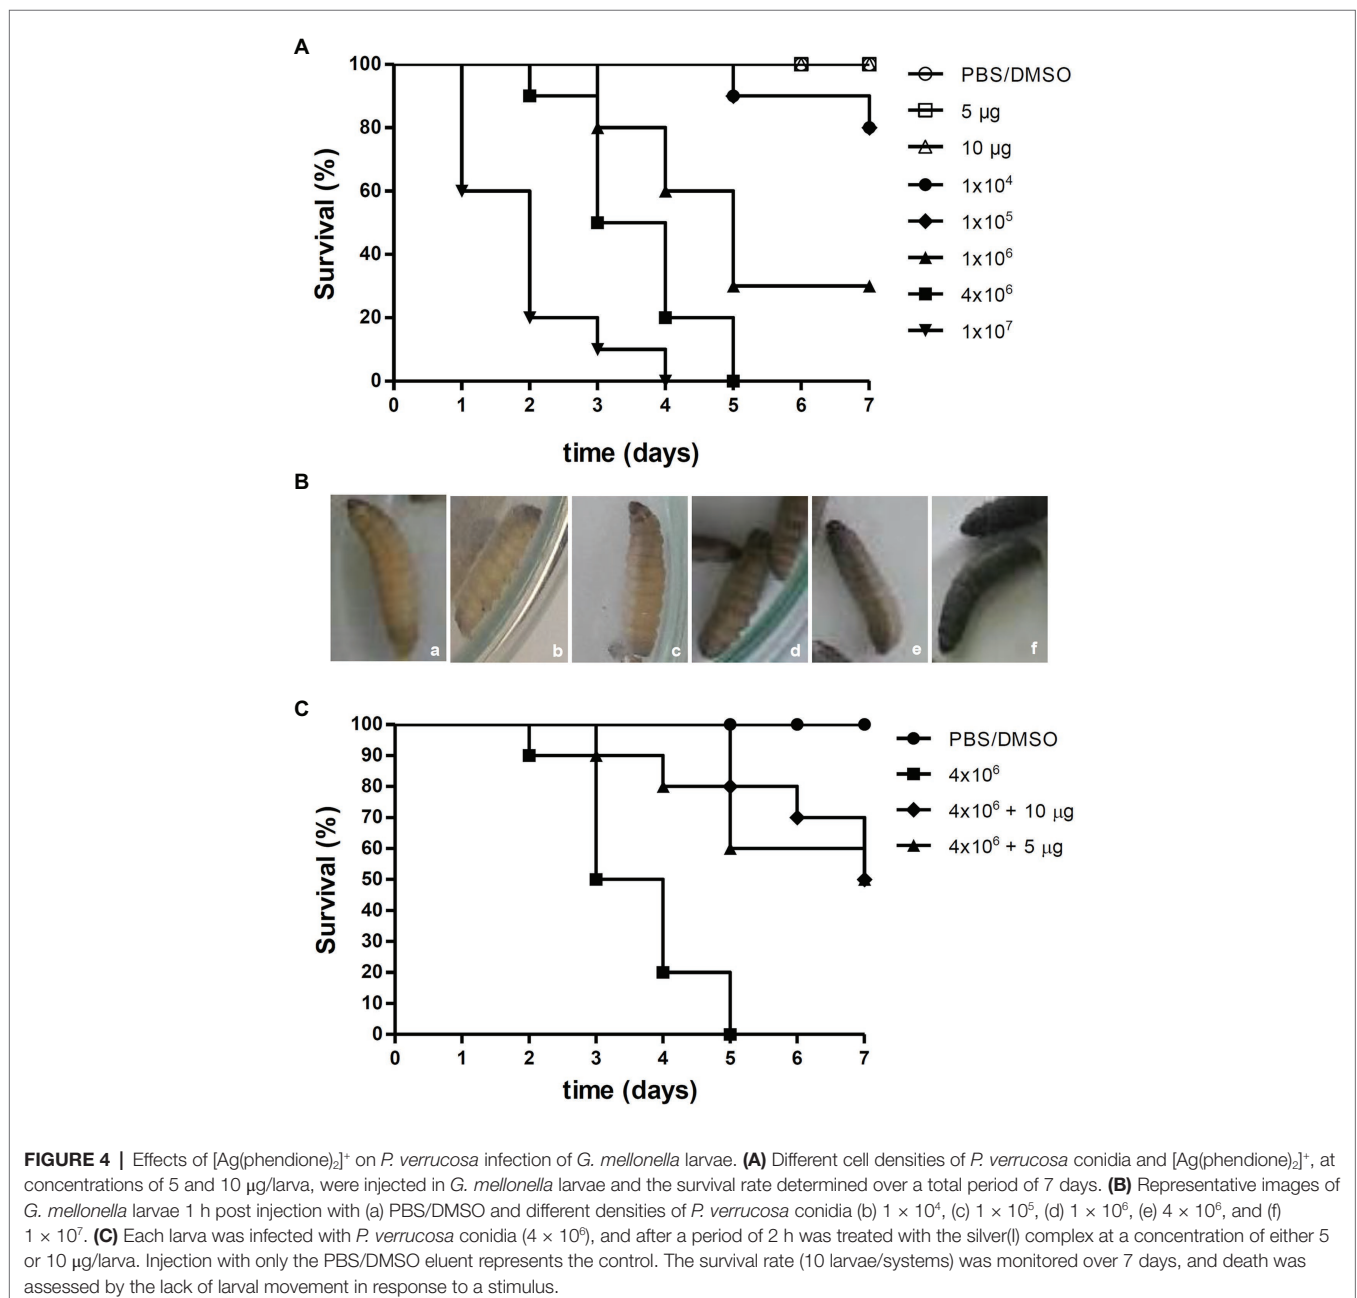 A
100
80
60
40
20
0
Survival (%)
0 1 2 3 4 5 6 7
time (days)
PBS/DMSO
5 µg
10 µg
1x10⁴
1x10⁵
1x10⁶
4x10⁶
1x10⁷
B
a b c d e f
C
100
90
80
70
60
50
40
30
20
10
0
Survival (%)
0 1 2 3 4 5 6 7
time (days)
PBS/DMSO
4x10⁶
4x10⁶ + 10 µg
4x10⁶ + 5 µg
FIGURE 4 | Effects of [Ag(phendione)₂]⁺ on P. verrucosa infection of G. mellonella larvae. (A) Different cell densities of P. verrucosa conidia and [Ag(phendione)₂]⁺, at
concentrations of 5 and 10 µg/larva, were injected in G. mellonella larvae and the survival rate determined over a total period of 7 days. (B) Representative images of
G. mellonella larvae 1 h post injection with (a) PBS/DMSO and different densities of P. verrucosa conidia (b) 1 × 10⁴, (c) 1 × 10⁵, (d) 1 × 10⁶, (e) 4 × 10⁶, and (f)
1 × 10⁷. (C) Each larva was infected with P. verrucosa conidia (4 × 10⁶), and after a period of 2 h was treated with the silver(I) complex at a concentration of either 5
or 10 µg/larva. Injection with only the PBS/DMSO eluent represents the control. The survival rate (10 larvae/systems) was monitored over 7 days, and death was
assessed by the lack of larval movement in response to a stimulus.